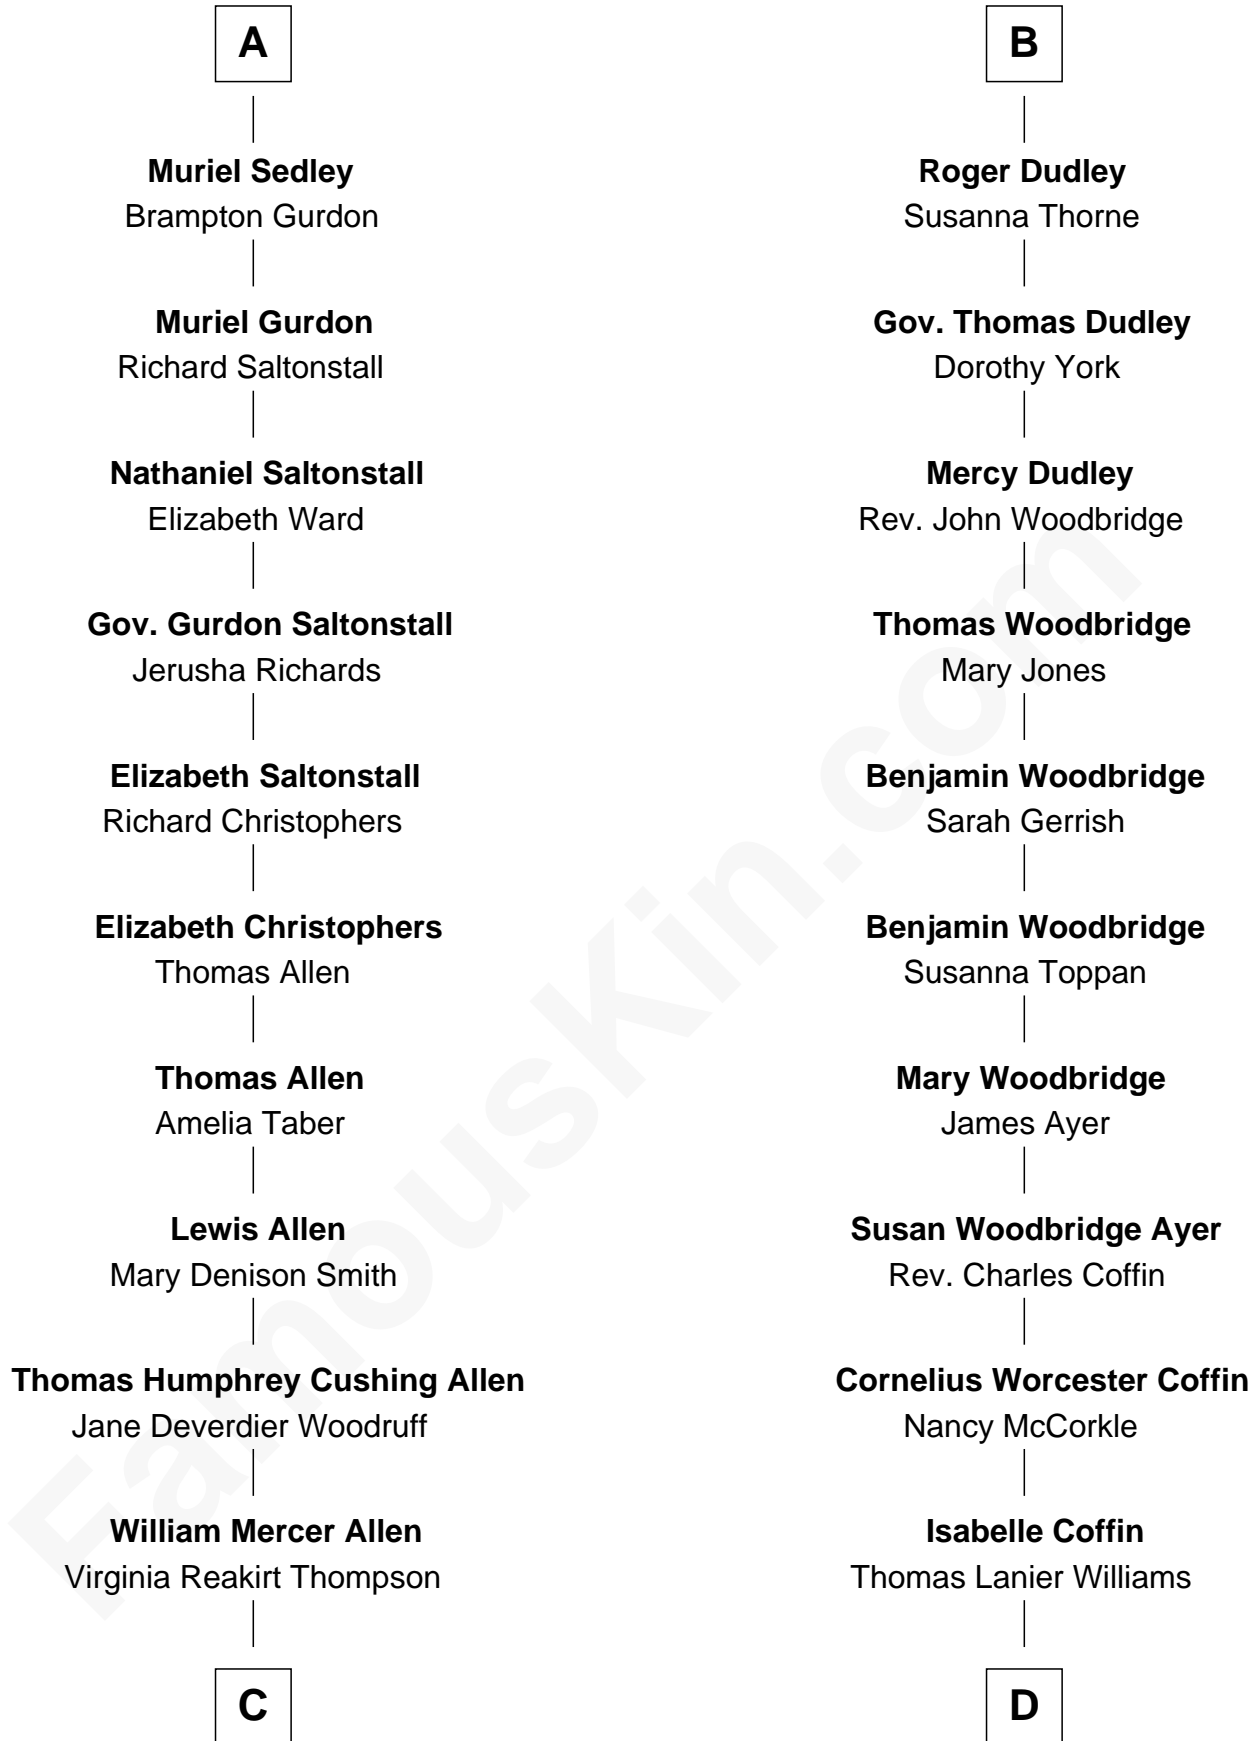 A
Muriel Sedley
Brampton Gurdon
Muriel Gurdon
Richard Saltonstall
Nathaniel Saltonstall
Elizabeth Ward
Gov. Gurdon Saltonstall
Jerusha Richards
Elizabeth Saltonstall
Richard Christophers
Elizabeth Christophers
Thomas Allen
Thomas Allen
Amelia Taber
Lewis Allen
Mary Denison Smith
Thomas Humphrey Cushing Allen
Jane Deverdier Woodruff
William Mercer Allen
Virginia Reakirt Thompson
C
B
Roger Dudley
Susanna Thorne
Gov. Thomas Dudley
Dorothy York
Mercy Dudley
Rev. John Woodbridge
Thomas Woodbridge
Mary Jones
Benjamin Woodbridge
Sarah Gerrish
Benjamin Woodbridge
Susanna Toppan
Mary Woodbridge
James Ayer
Susan Woodbridge Ayer
Rev. Charles Coffin
Cornelius Worcester Coffin
Nancy McCorkle
Isabelle Coffin
Thomas Lanier Williams
D
FamousKin.com